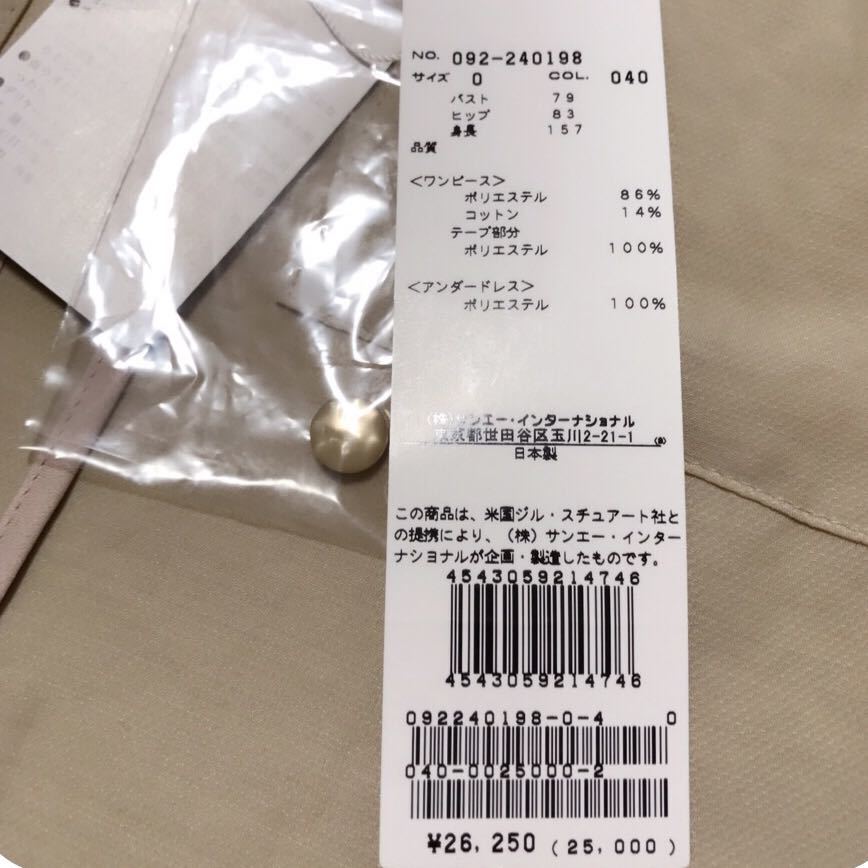 NO. 092-240198
サイズ 0 COL. 040
バスト 79
ヒップ 83
身長 157
品質
<ワンピース>
ポリエステル 86%
コットン 14%
テープ部分
ポリエステル 100%
<アンダードレス>
ポリエステル 100%
(株)サンエー・インターナショナル
東京都世田谷区玉川2-21-1
日本製
この商品は、米国ジル・スチュアート社と
の提携により、(株)サンエー・インター
ナショナルが企画・製造したものです。
4543059214746
4543059214746
092240198-0-4 0
040-0025000-2
¥26,250 (25,000)